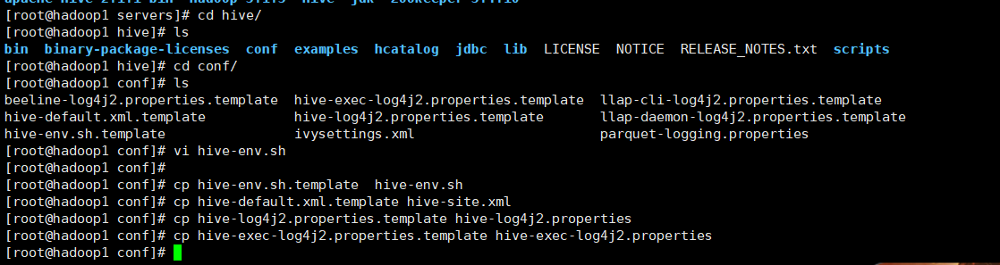 [root@hadoop1 servers]# cd hive/
[root@hadoop1 hive]# ls
bin  binary-package-licenses  conf  examples  hcatalog  jdbc  lib  LICENSE  NOTICE  RELEASE_NOTES.txt  scripts
[root@hadoop1 hive]# cd conf/
[root@hadoop1 conf]# ls
beeline-log4j2.properties.template  hive-exec-log4j2.properties.template  llap-cli-log4j2.properties.template
hive-default.xml.template  hive-log4j2.properties.template  llap-daemon-log4j2.properties.template
hive-env.sh.template  ivysettings.xml  parquet-logging.properties
[root@hadoop1 conf]# vi hive-env.sh
[root@hadoop1 conf]#
[root@hadoop1 conf]# cp hive-env.sh.template  hive-env.sh
[root@hadoop1 conf]# cp hive-default.xml.template hive-site.xml
[root@hadoop1 conf]# cp hive-log4j2.properties.template hive-log4j2.properties
[root@hadoop1 conf]# cp hive-exec-log4j2.properties.template hive-exec-log4j2.properties
[root@hadoop1 conf]#